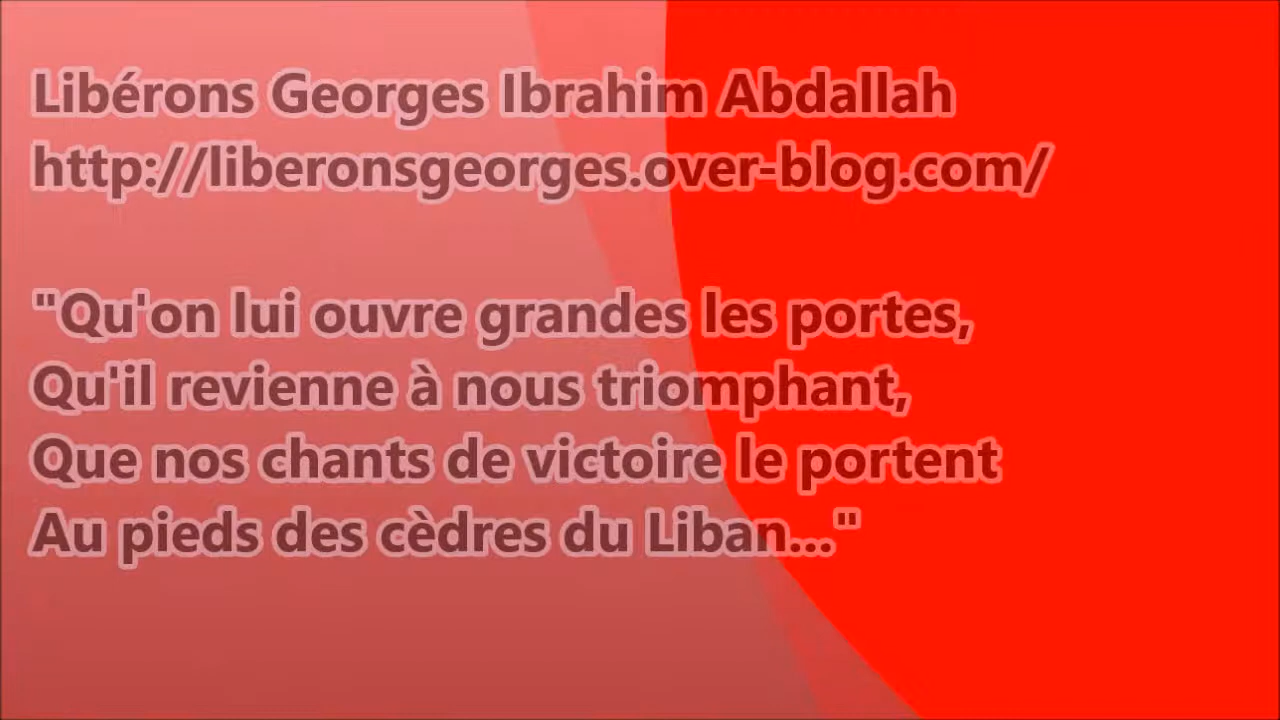 Libérons Georges Ibrahim Abdallah
http://liberonsgeorges.over-blog.com/
"Qu'on lui ouvre grandes les portes,
Qu'il revienne à nous triomphant,
Que nos chants de victoire le portent
Au pieds des cèdres du Liban..."